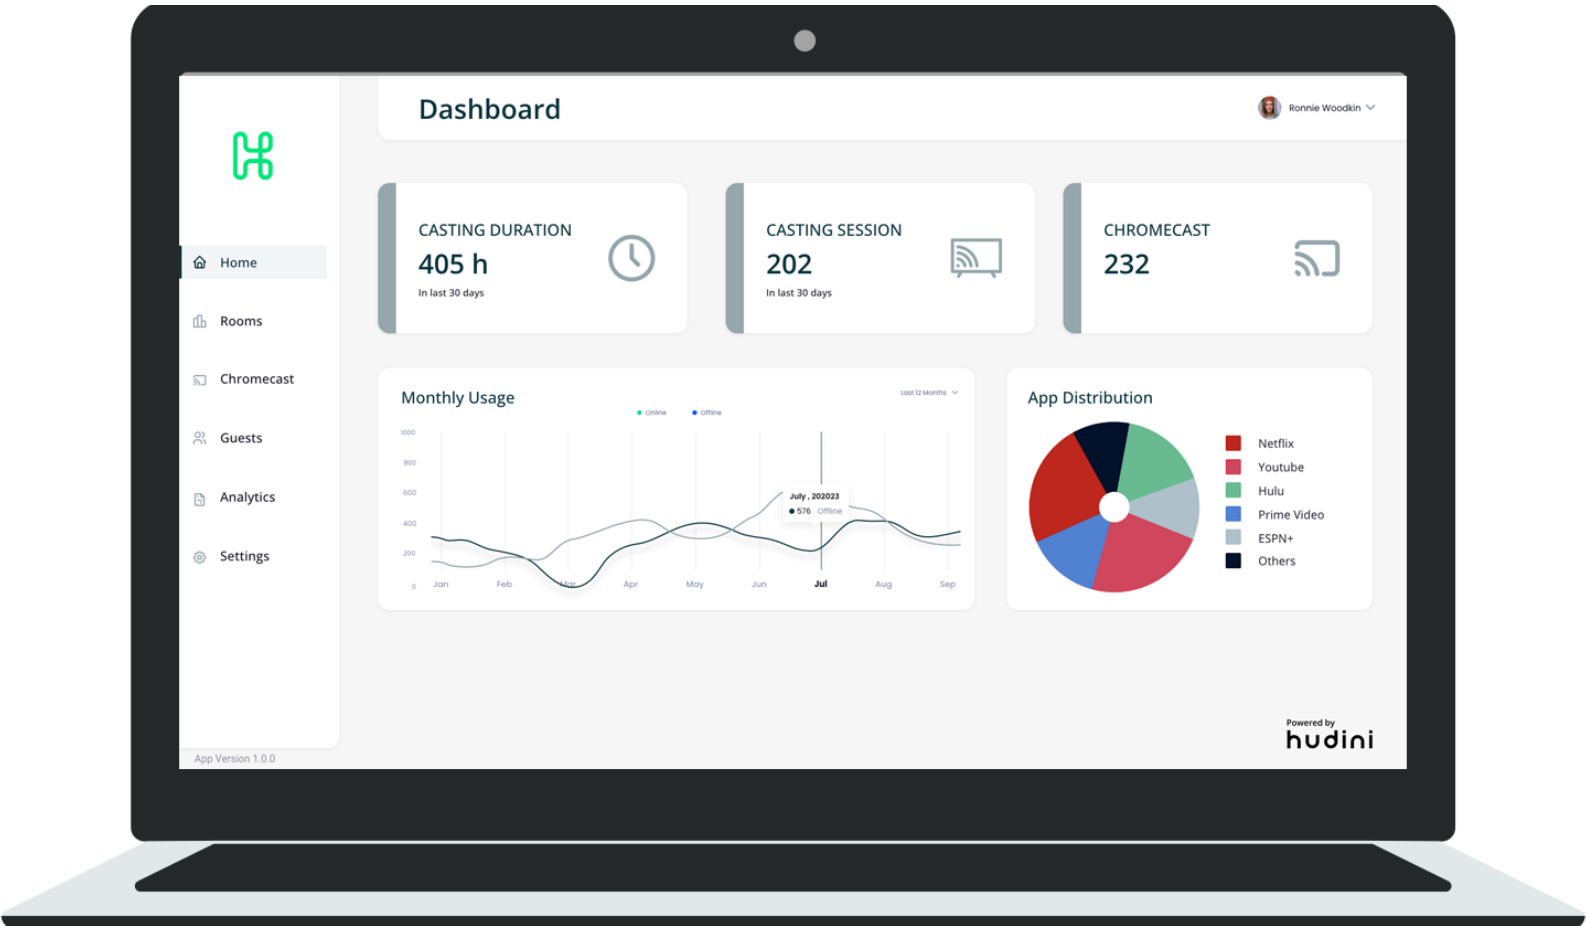 Dashboard
Ronnie Woodkin
Home
Rooms
Chromecast
Guests
Analytics
Settings
App Version 1.0.0
CASTING DURATION
405 h
In last 30 days
CASTING SESSION
202
In last 30 days
CHROMECAST
232
Monthly Usage
Last 12 Months
Online
Offline
1000
800
600
400
200
0
July , 202023
576 Offline
Jan Feb Mar Apr May Jun Jul Aug Sep
App Distribution
Netflix
Youtube
Hulu
Prime Video
ESPN+
Others
Powered by
hudini